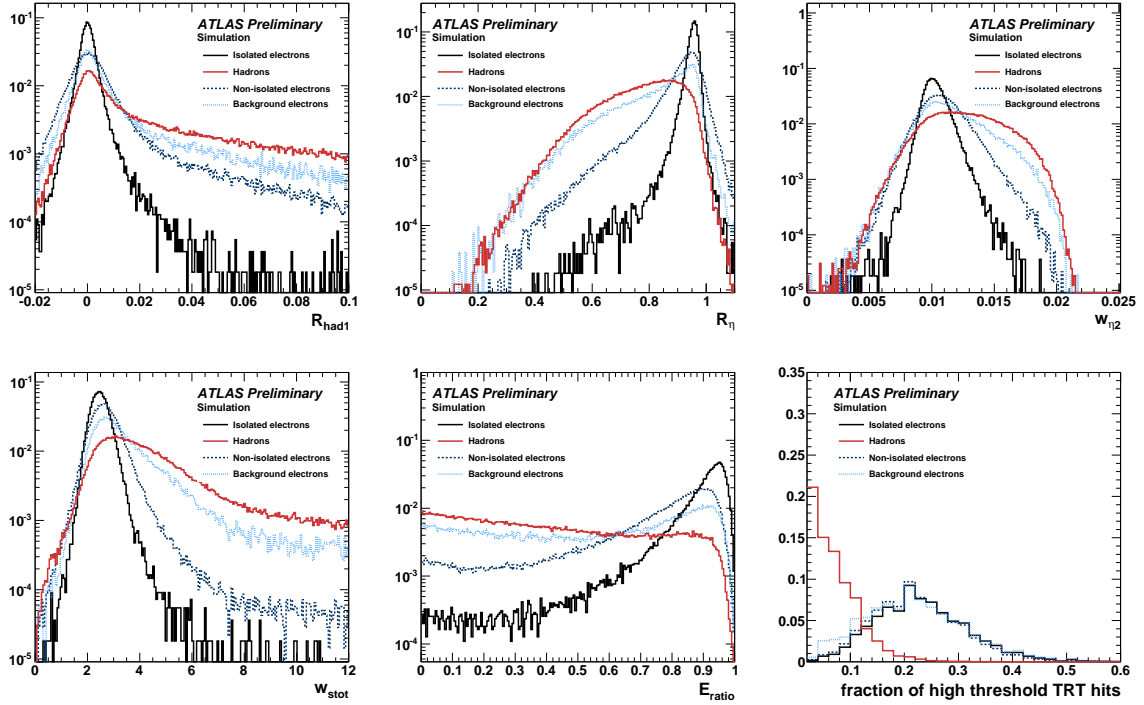 ATLAS Preliminary
Simulation
Isolated electrons
Hadrons
Non-isolated electrons
Background electrons
10⁻¹
10⁻²
10⁻³
10⁻⁴
10⁻⁵
-0.02 0 0.02 0.04 0.06 0.08 0.1
R_had1
ATLAS Preliminary
Simulation
Isolated electrons
Hadrons
Non-isolated electrons
Background electrons
10⁻¹
10⁻²
10⁻³
10⁻⁴
10⁻⁵
0 0.2 0.4 0.6 0.8 1
R_η
ATLAS Preliminary
Simulation
Isolated electrons
Hadrons
Non-isolated electrons
Background electrons
1
10⁻¹
10⁻²
10⁻³
10⁻⁴
10⁻⁵
0 0.005 0.01 0.015 0.02 0.025
w_η2
ATLAS Preliminary
Simulation
Isolated electrons
Hadrons
Non-isolated electrons
Background electrons
10⁻¹
10⁻²
10⁻³
10⁻⁴
10⁻⁵
0 2 4 6 8 10 12
w_stot
ATLAS Preliminary
Simulation
Isolated electrons
Hadrons
Non-isolated electrons
Background electrons
1
10⁻¹
10⁻²
10⁻³
10⁻⁴
0 0.1 0.2 0.3 0.4 0.5 0.6 0.7 0.8 0.9 1
E_ratio
ATLAS Preliminary
Simulation
Isolated electrons
Hadrons
Non-isolated electrons
Background electrons
0.35
0.3
0.25
0.2
0.15
0.1
0.05
0
0.1 0.2 0.3 0.4 0.5 0.6
fraction of high threshold TRT hits